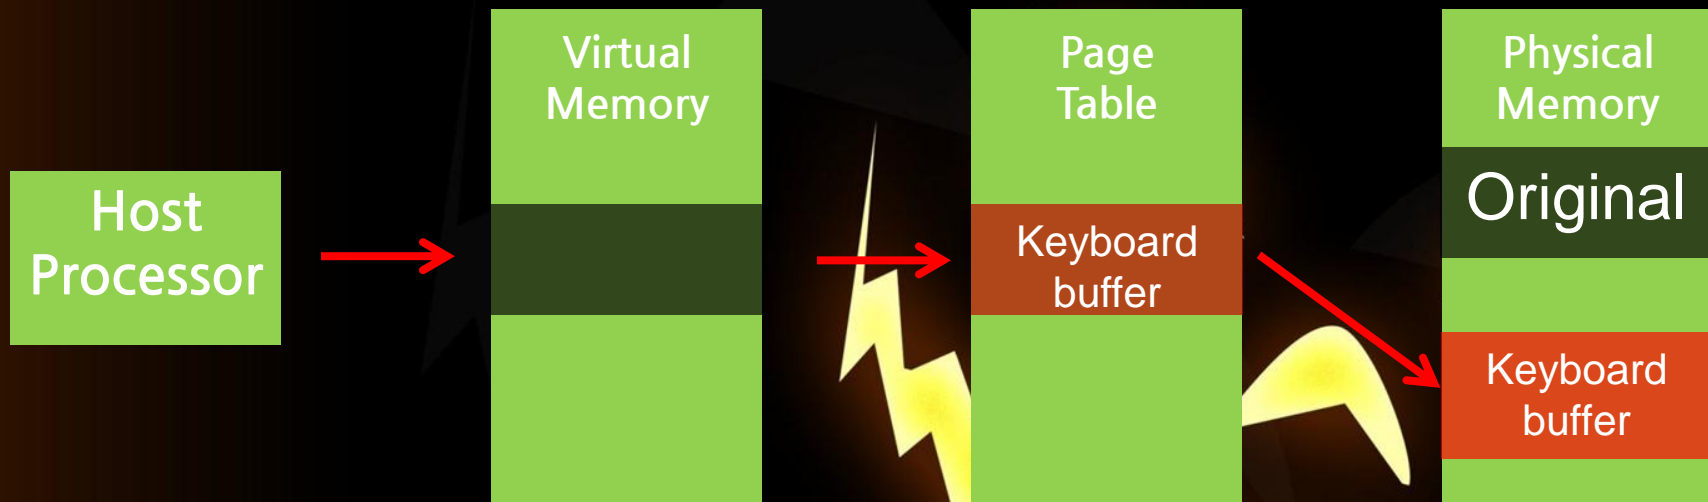 Host
Processor
Virtual
Memory
Page
Table
Keyboard
buffer
Physical
Memory
Original
Keyboard
buffer